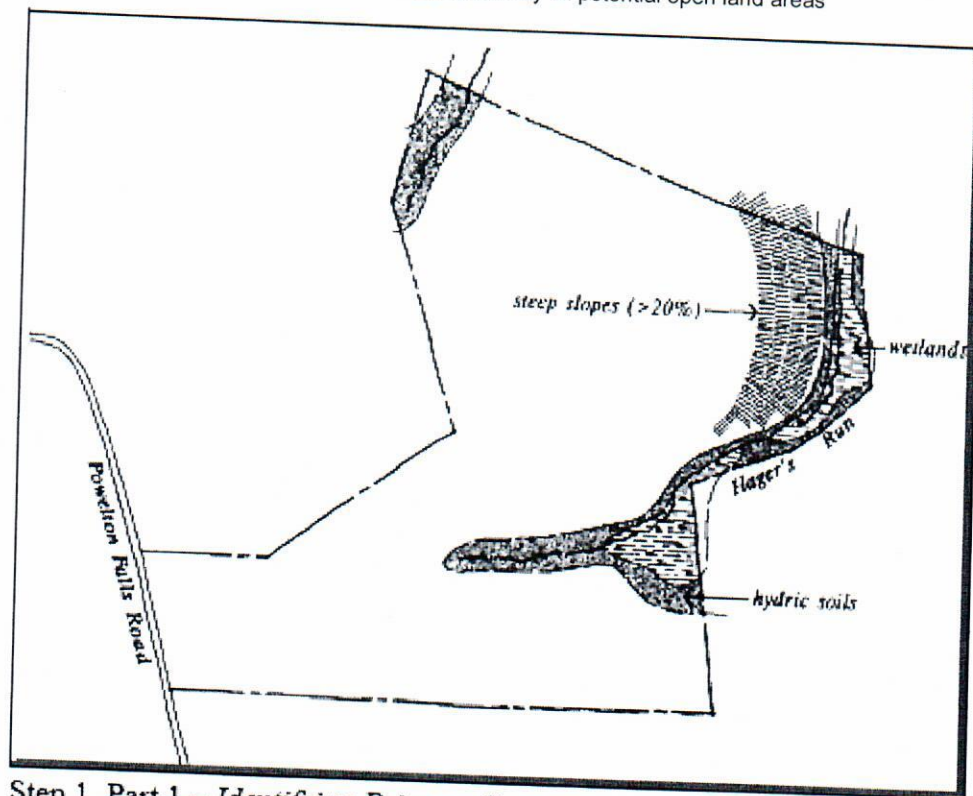 potential open land areas
steep slopes (>20%)
wetlands
Hager's Run
hydric soils
Powelton Falls Road
Step 1, Part 1